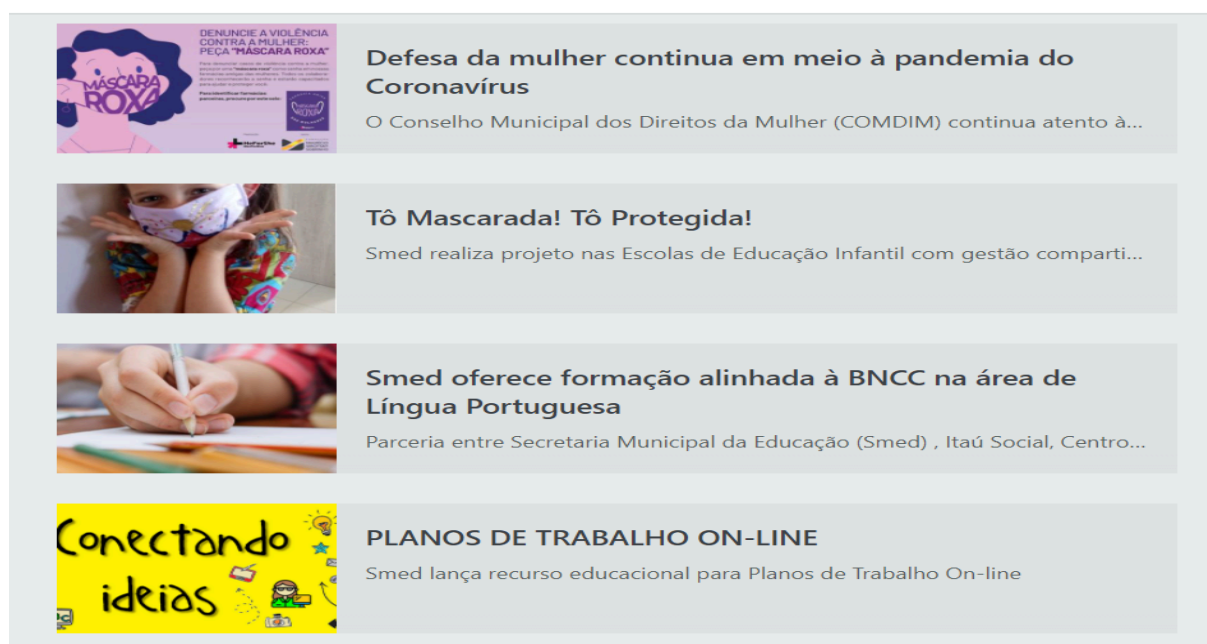 DENUNCIE A VIOLÊNCIA
CONTRA A MULHER:
PEÇA "MÁSCARA ROXA"
MÁSCARA
ROXA
Defesa da mulher continua em meio à pandemia do
Coronavírus
O Conselho Municipal dos Direitos da Mulher (COMDIM) continua atento à...
Tô Mascarada! Tô Protegida!
Smed realiza projeto nas Escolas de Educação Infantil com gestão comparti...
Smed oferece formação alinhada à BNCC na área de
Língua Portuguesa
Parceria entre Secretaria Municipal da Educação (Smed) , Itaú Social, Centro...
Conectando
ideias
PLANOS DE TRABALHO ON-LINE
Smed lança recurso educacional para Planos de Trabalho On-line